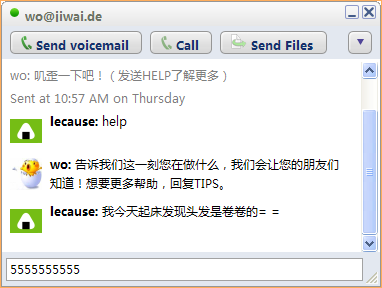 wo@jiwai.de
Send voicemail
Call
Send Files
wo: 叽歪一下吧！（发送HELP了解更多）
Sent at 10:57 AM on Thursday
lecause: help
wo: 告诉我们这一刻您在做什么，我们会让您的朋友们
知道！想要更多帮助，回复TIPS。
lecause: 我今天起床发现头发是卷卷的= =
5555555555